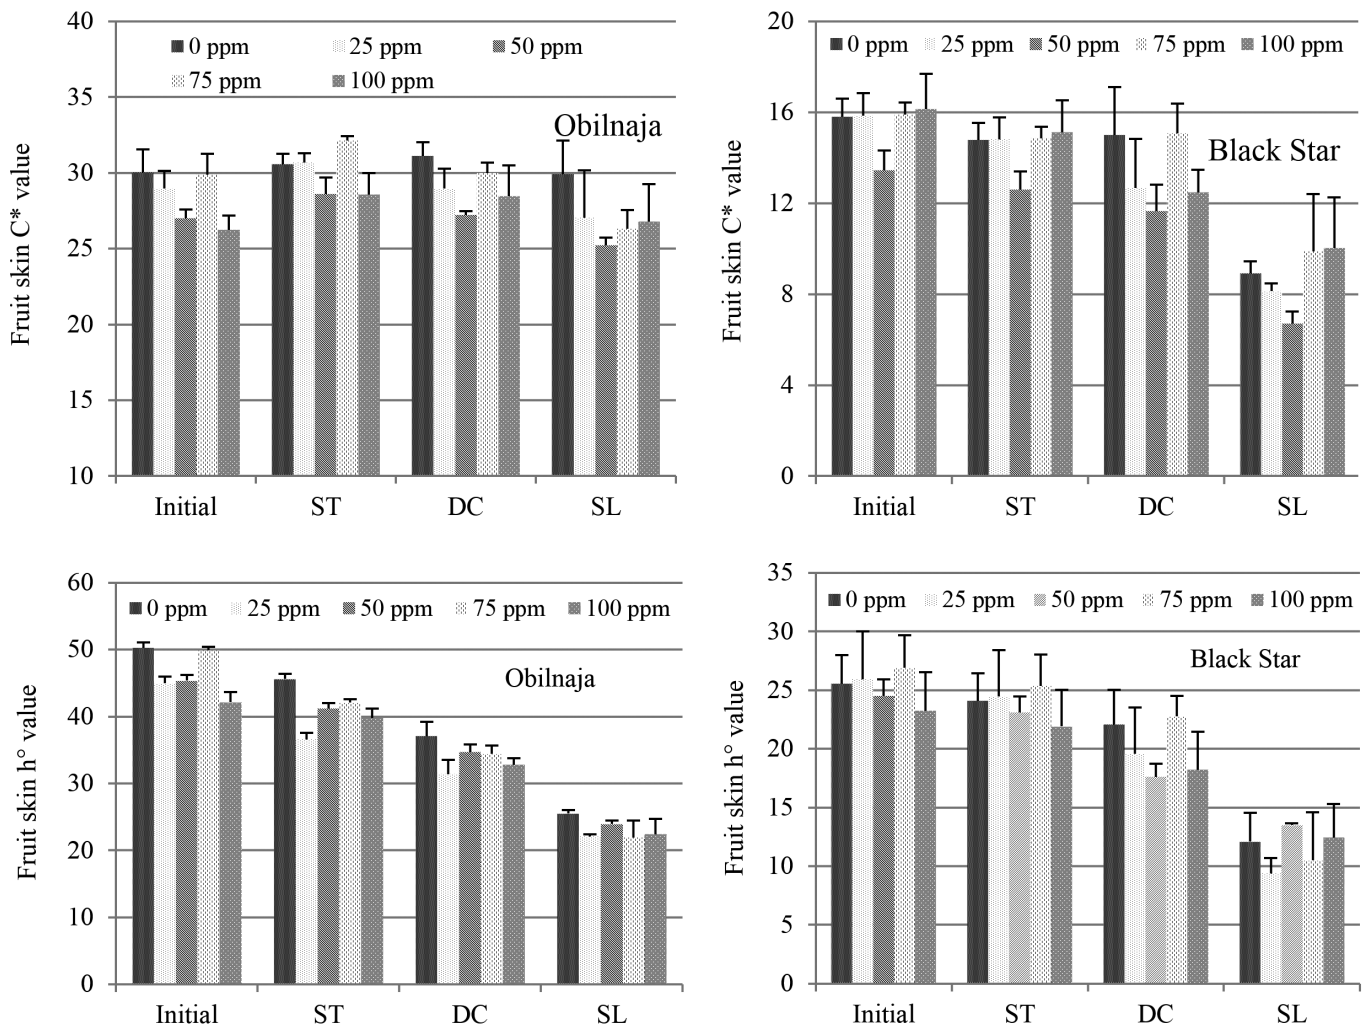 40
35
30
25
20
15
10
Fruit skin C* value
0 ppm 25 ppm 50 ppm
75 ppm 100 ppm
Obilnaja
Initial ST DC SL
20
16
12
8
4
0
Fruit skin C* value
0 ppm 25 ppm 50 ppm 75 ppm 100 ppm
Black Star
Initial ST DC SL
60
50
40
30
20
10
0
Fruit skin h° value
0 ppm 25 ppm 50 ppm 75 ppm 100 ppm
Obilnaja
Initial ST DC SL
35
30
25
20
15
10
5
0
Fruit skin h° value
0 ppm 25 ppm 50 ppm 75 ppm 100 ppm
Black Star
Initial ST DC SL